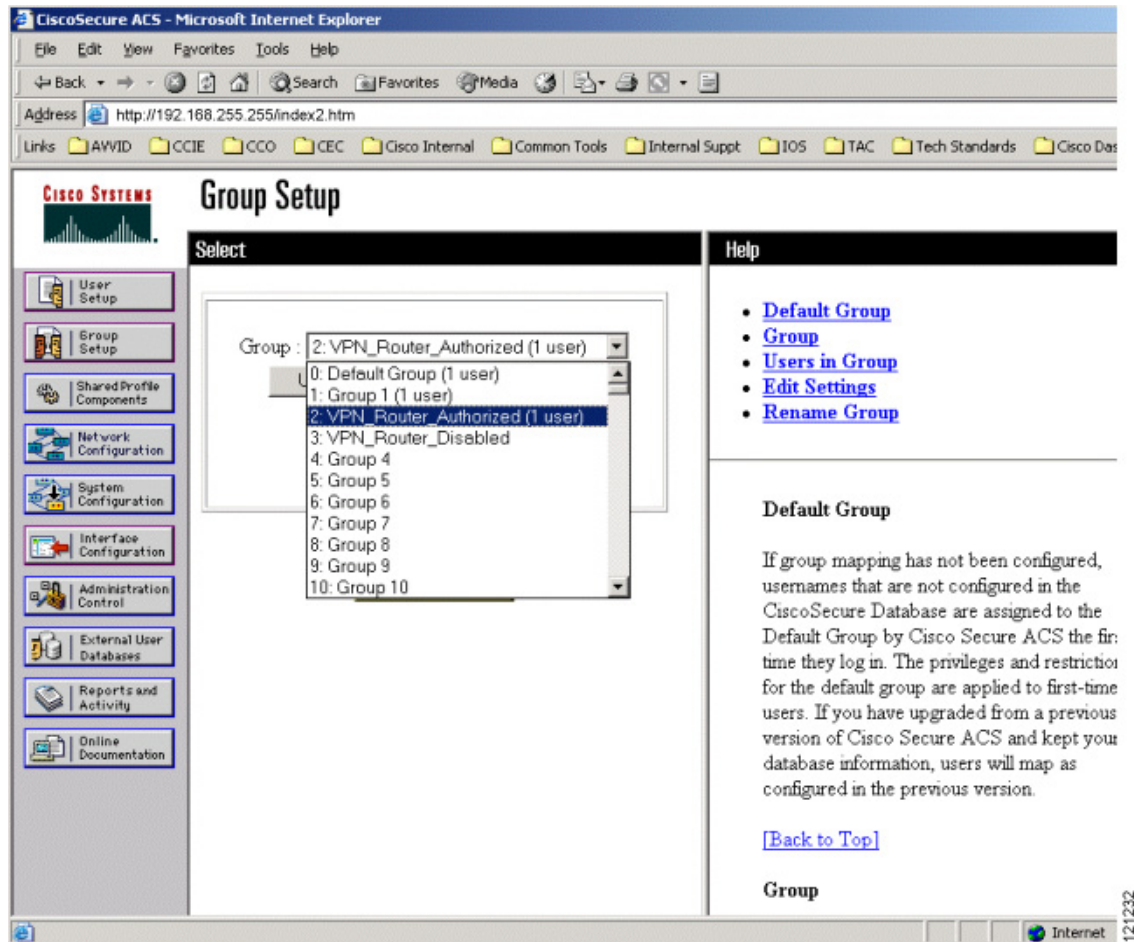 CiscoSecure ACS - Microsoft Internet Explorer
File Edit View Favorites Tools Help
Back Search Favorites Media
Address http://192.168.255.255/index2.htm
Links AVVID CCIE CCO CEC Cisco Internal Common Tools Internal Suppt IOS TAC Tech Standards Cisco Das
CISCO SYSTEMS
Group Setup
Select
User
Setup
Group
Setup
Shared Profile
Components
Network
Configuration
System
Configuration
Interface
Configuration
Administration
Control
External User
Databases
Reports and
Activity
Online
Documentation
Group : 2: VPN_Router_Authorized (1 user)
0: Default Group (1 user)
1: Group 1 (1 user)
2: VPN_Router_Authorized (1 user)
3: VPN_Router_Disabled
4: Group 4
5: Group 5
6: Group 6
7: Group 7
8: Group 8
9: Group 9
10: Group 10
Help
Default Group
Group
Users in Group
Edit Settings
Rename Group
Default Group
If group mapping has not been configured,
usernames that are not configured in the
CiscoSecure Database are assigned to the
Default Group by Cisco Secure ACS the
time they log in. The privileges and restriction
for the default group are applied to first-time
users. If you have upgraded from a previous
version of Cisco Secure ACS and kept your
database information, users will map as
configured in the previous version.
[Back to Top]
Group
Internet
121232